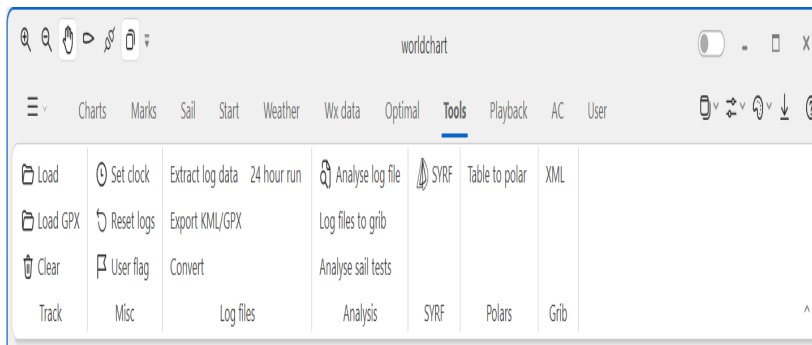 worldchart
Charts Marks Sail Start Weather Wx data Optimal Tools Playback AC User
Load Set clock Extract log data 24 hour run Analyse log file SYRF Table to polar XML
Load GPX Reset logs Export KML/GPX Log files to grib
Clear User flag Convert Analyse sail tests
Track Misc Log files Analysis SYRF Polars Grib